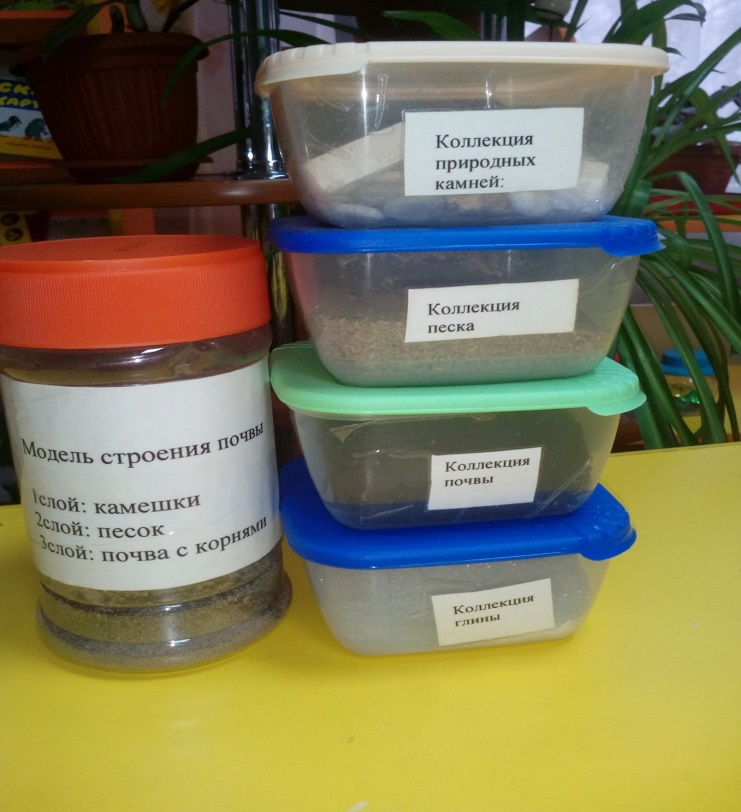 Коллекция
природных
камней:
Коллекция
песка
Коллекция
почвы
Коллекция
глины
Модель строения почвы
1слой: камешки
2слой: песок
3слой: почва с корнями